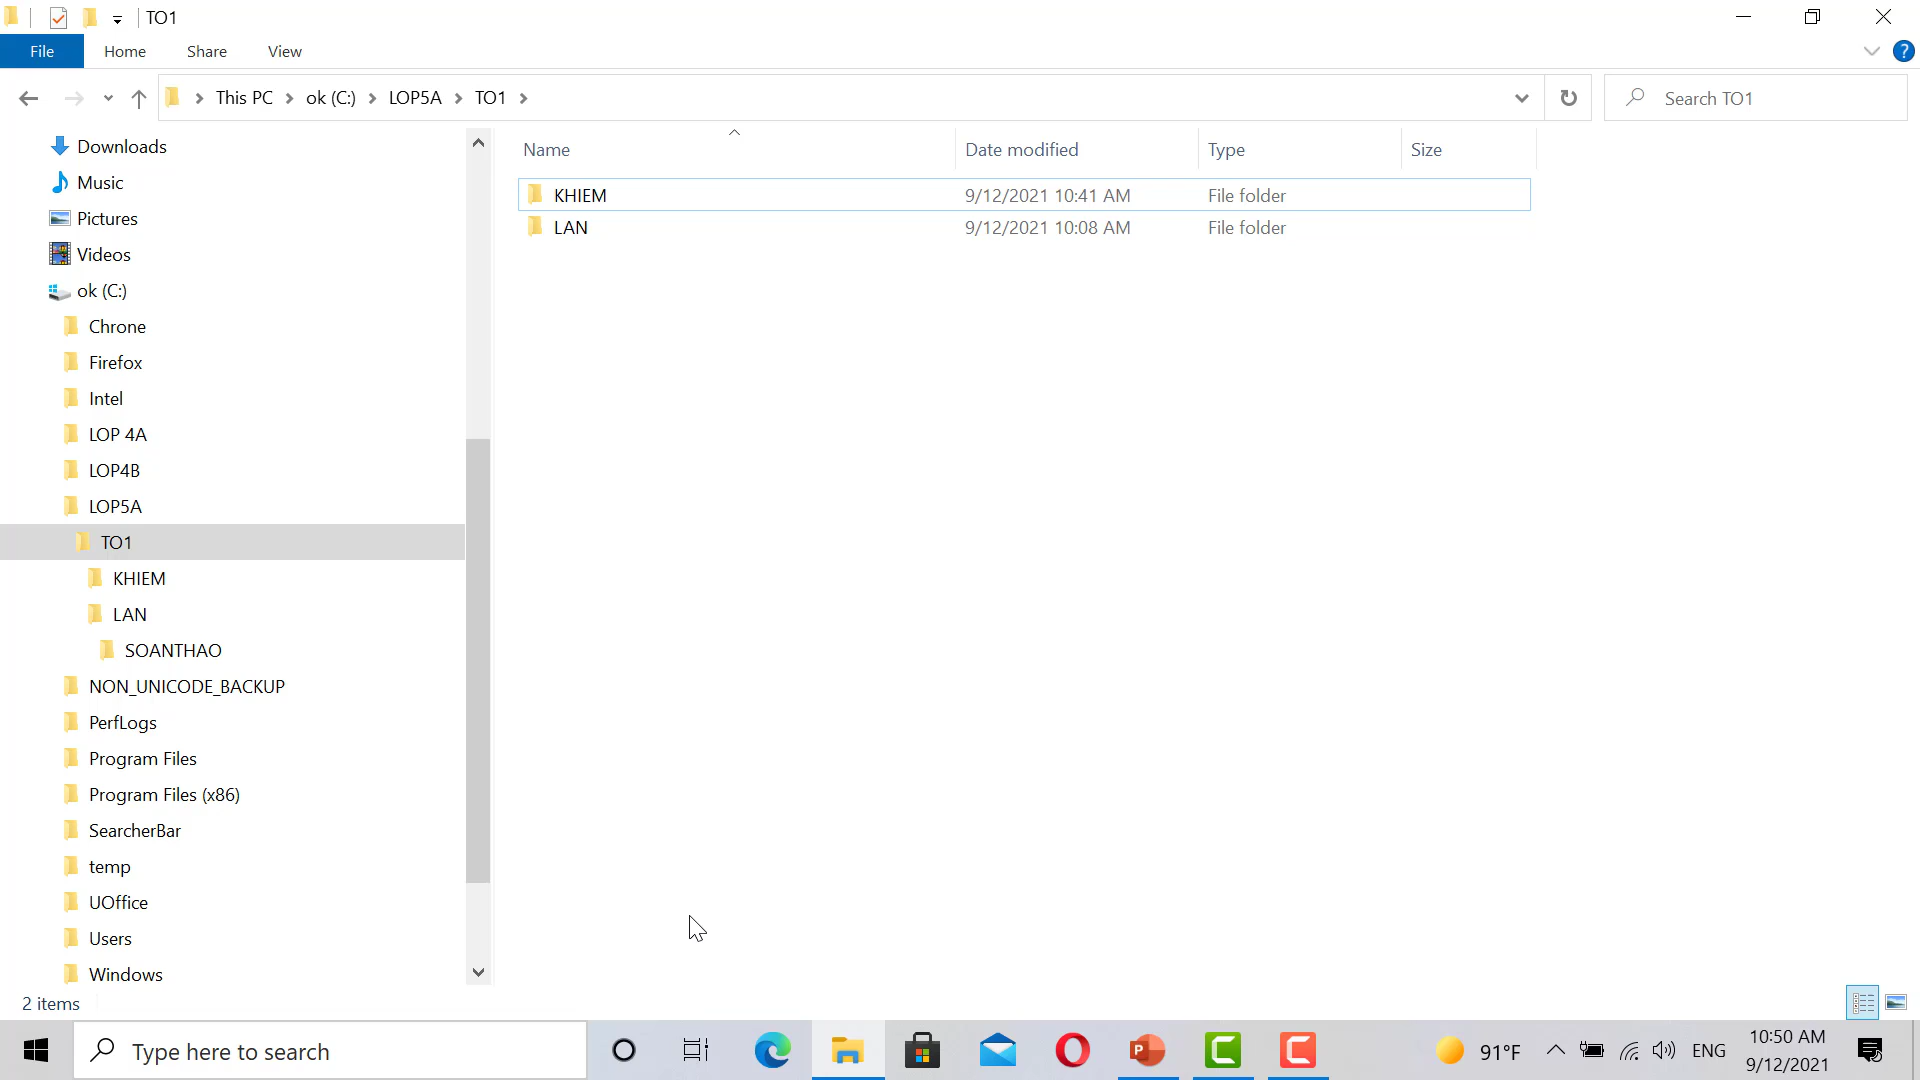 TO1
File Home Share View
This PC ok (C:) LOP5A TO1
Search TO1
Name Date modified Type Size
KHIEM 9/12/2021 10:41 AM File folder
LAN 9/12/2021 10:08 AM File folder
Downloads
Music
Pictures
Videos
ok (C:)
Chrone
Firefox
Intel
LOP 4A
LOP4B
LOP5A
TO1
KHIEM
LAN
SOANTHAO
NON_UNICODE_BACKUP
PerfLogs
Program Files
Program Files (x86)
SearcherBar
temp
UOffice
Users
Windows
2 items
Type here to search
91°F
ENG
10:50 AM
9/12/2021